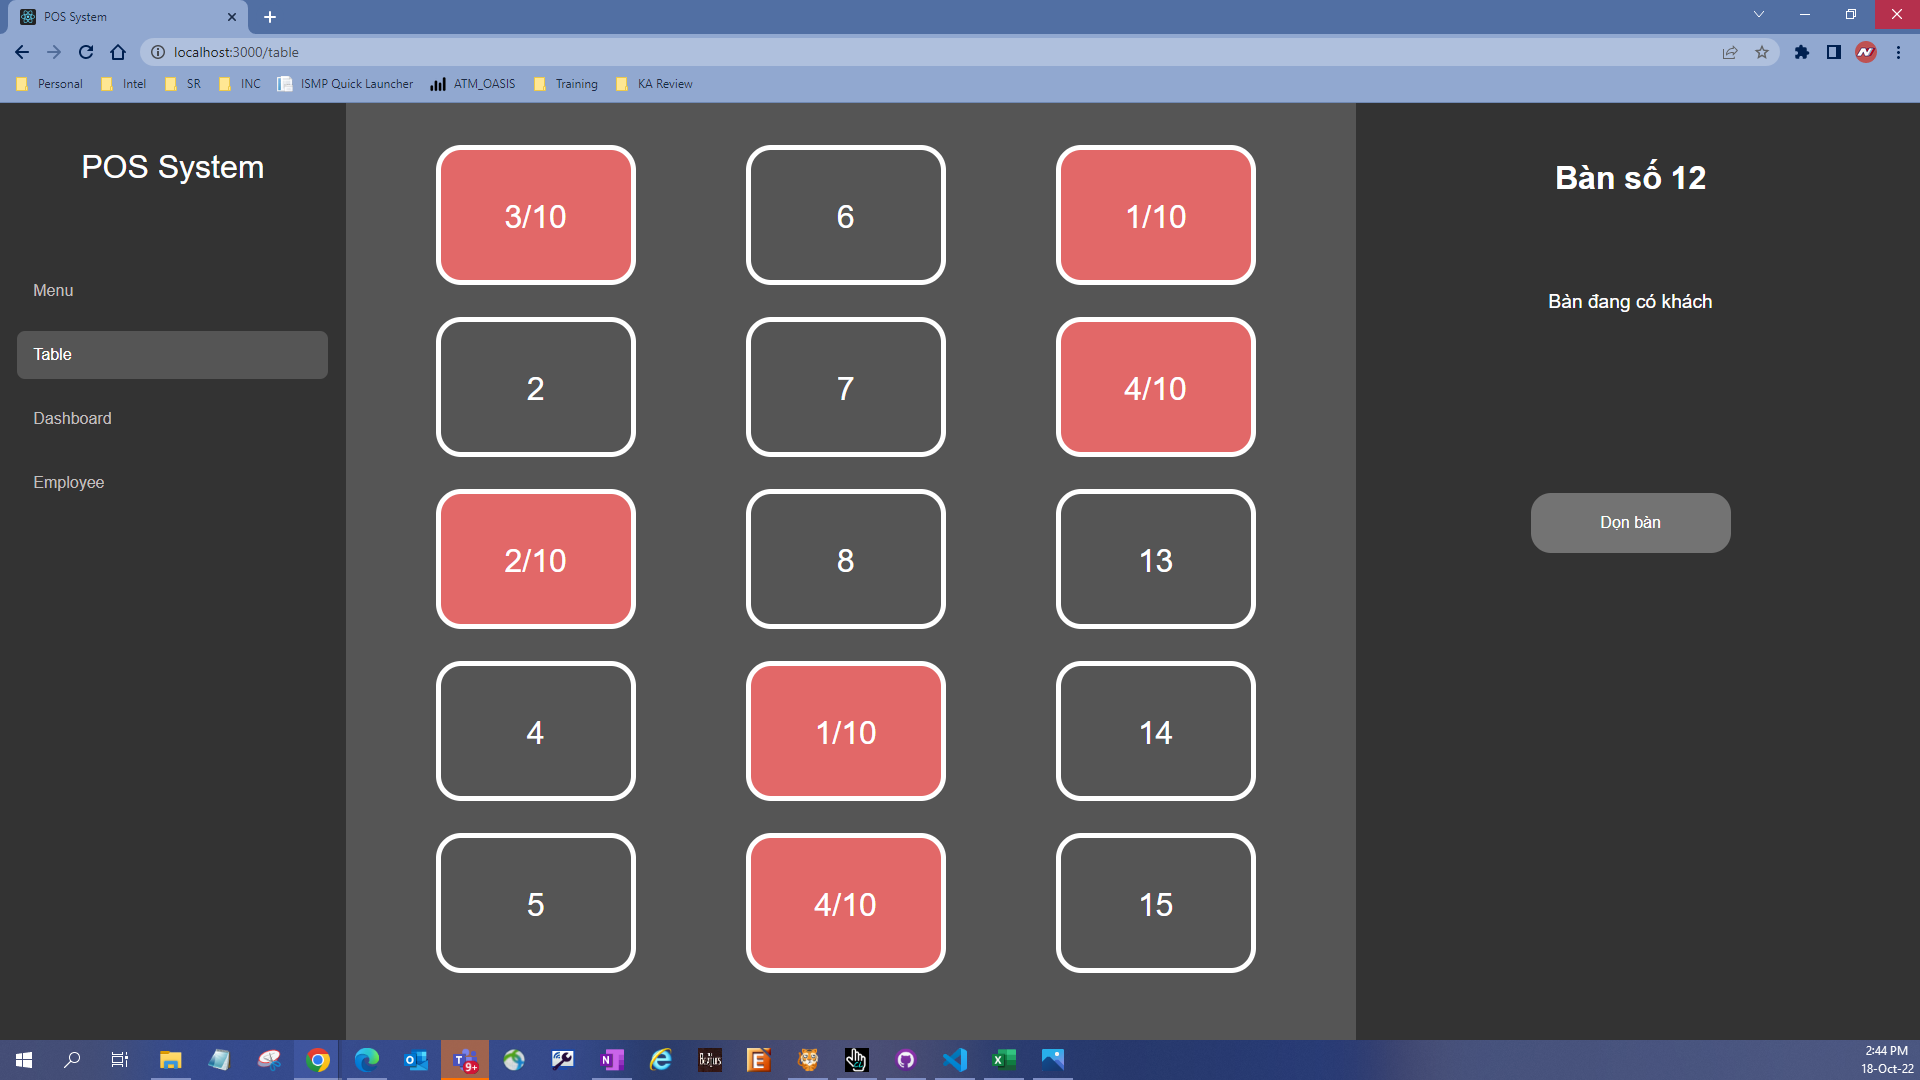 POS System
localhost:3000/table
Personal
Intel
SR
INC
ISMP Quick Launcher
ATM_OASIS
Training
KA Review
POS System
Menu
Table
Dashboard
Employee
3/10
6
1/10
2
7
4/10
2/10
8
13
4
1/10
14
5
4/10
15
Bàn số 12
Bàn đang có khách
Dọn bàn
9+
2:44 PM
18-Oct-22